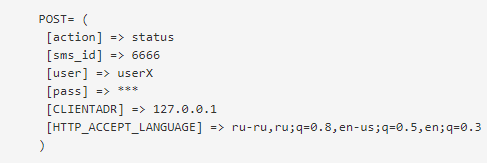 POST= (
[action] => status
[sms_id] => 6666
[user] => userX
[pass] => ***
[CLIENTADR] => 127.0.0.1
[HTTP_ACCEPT_LANGUAGE] => ru-ru,ru;q=0.8,en-us;q=0.5,en;q=0.3
)